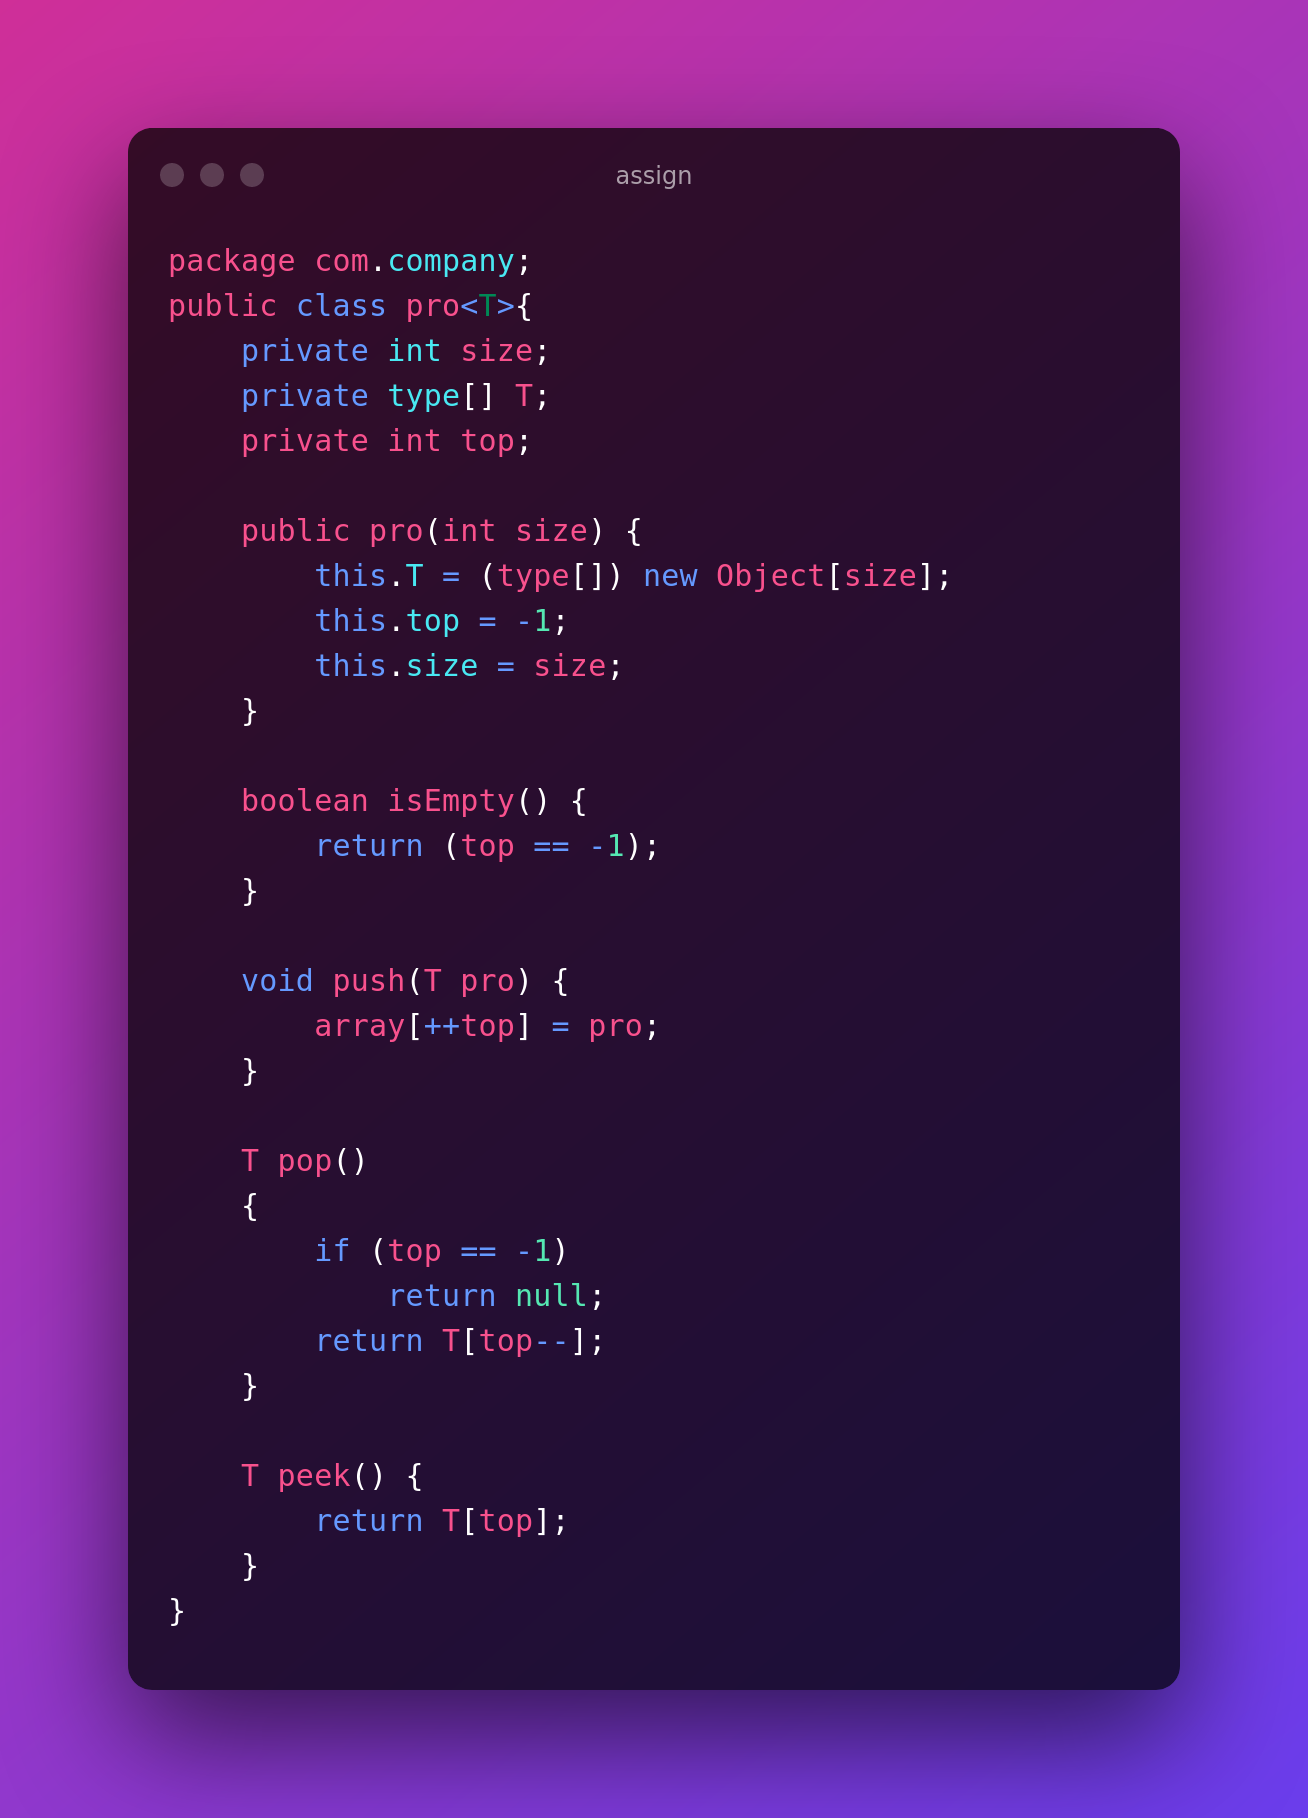 assign
package com.company;
public class pro<T>{
    private int size;
    private type[] T;
    private int top;

    public pro(int size) {
        this.T = (type[]) new Object[size];
        this.top = -1;
        this.size = size;
    }

    boolean isEmpty() {
        return (top == -1);
    }

    void push(T pro) {
        array[++top] = pro;
    }

    T pop()
    {
        if (top == -1)
            return null;
        return T[top--];
    }

    T peek() {
        return T[top];
    }
}